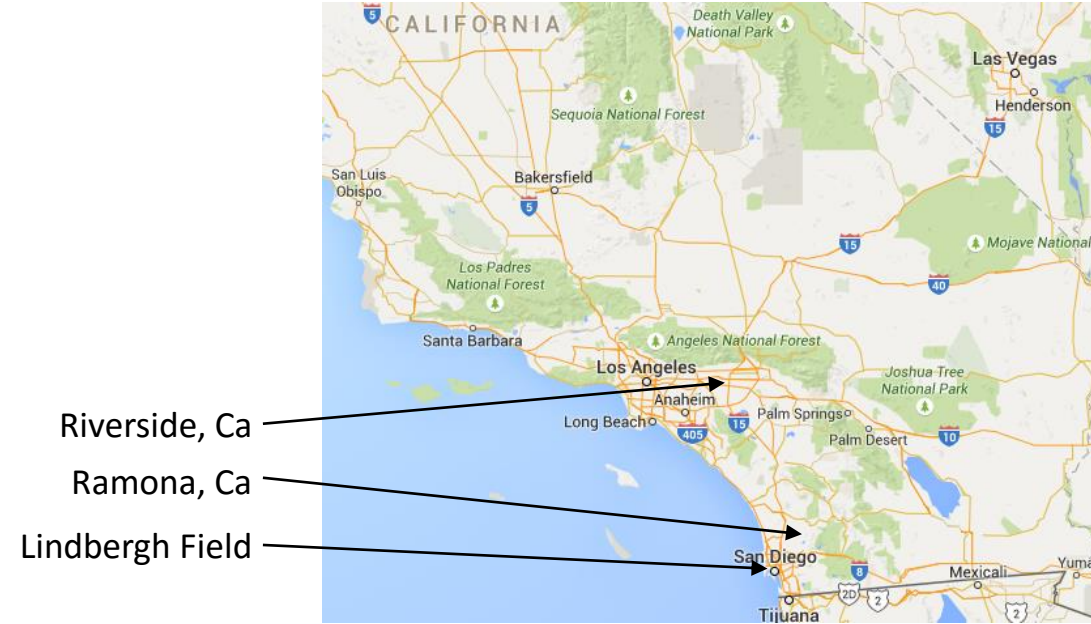 5
CALIFORNIA
Death Valley
National Park
Las Vegas
Henderson
15
Sequoia National Forest
San Luis
Obispo
Bakersfield
5
15
Mojave National
40
Los Padres
National Forest
Santa Barbara
Angeles National Forest
Los Angeles
Joshua Tree
National Park
Anaheim
Riverside, Ca
Long Beach
405
15
Palm Springs
Palm Desert
10
Ramona, Ca
Lindbergh Field
San Diego
8
Mexicali
Yuma
2D
2
2
Tijuana